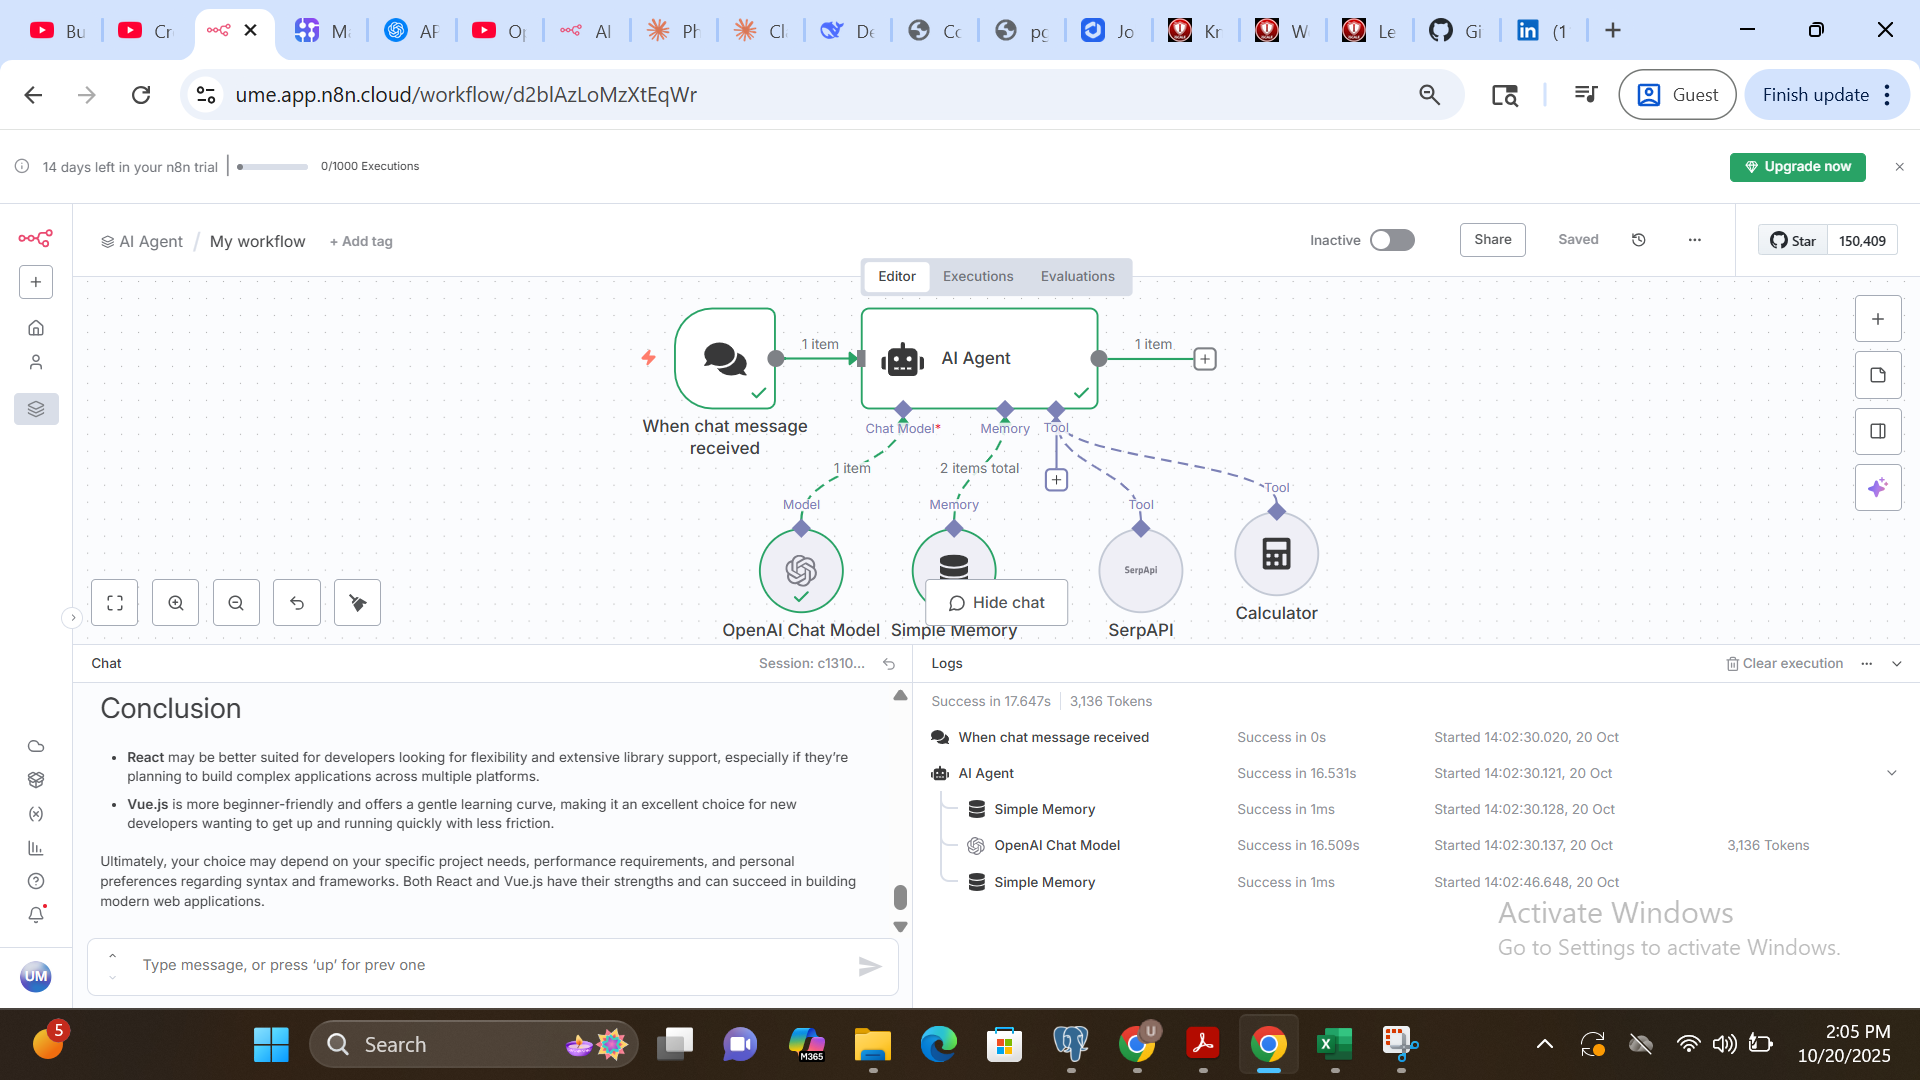 Bu
Cr
M
AP
Op
AI
Ph
Cl
De
Co
pg
Jo
Kr
W
Le
Gi
(1
ume.app.n8n.cloud/workflow/d2blAzLoMzXtEqWr
Guest
Finish update
14 days left in your n8n trial
0/1000 Executions
Upgrade now
AI Agent / My workflow
+ Add tag
Inactive
Share
Saved
Star
150,409
Editor
Executions
Evaluations
1 item
AI Agent
1 item
When chat message
received
Chat Model*
Memory
Tool
1 item
2 items total
Model
Memory
Tool
Tool
SerpApi
Hide chat
OpenAI Chat Model
Simple Memory
SerpAPI
Calculator
Chat
Session: c1310...
Conclusion
• React may be better suited for developers looking for flexibility and extensive library support, especially if they're
planning to build complex applications across multiple platforms.
• Vue.js is more beginner-friendly and offers a gentle learning curve, making it an excellent choice for new
developers wanting to get up and running quickly with less friction.
Ultimately, your choice may depend on your specific project needs, performance requirements, and personal
preferences regarding syntax and frameworks. Both React and Vue.js have their strengths and can succeed in building
modern web applications.
Type message, or press ‘up’ for prev one
Logs
Clear execution
Success in 17.647s
3,136 Tokens
When chat message received
Success in 0s
Started 14:02:30.020, 20 Oct
AI Agent
Success in 16.531s
Started 14:02:30.121, 20 Oct
Simple Memory
Success in 1ms
Started 14:02:30.128, 20 Oct
OpenAI Chat Model
Success in 16.509s
Started 14:02:30.137, 20 Oct
3,136 Tokens
Simple Memory
Success in 1ms
Started 14:02:46.648, 20 Oct
Activate Windows
Go to Settings to activate Windows.
UM
5
Search
M365
U
2:05 PM
10/20/2025